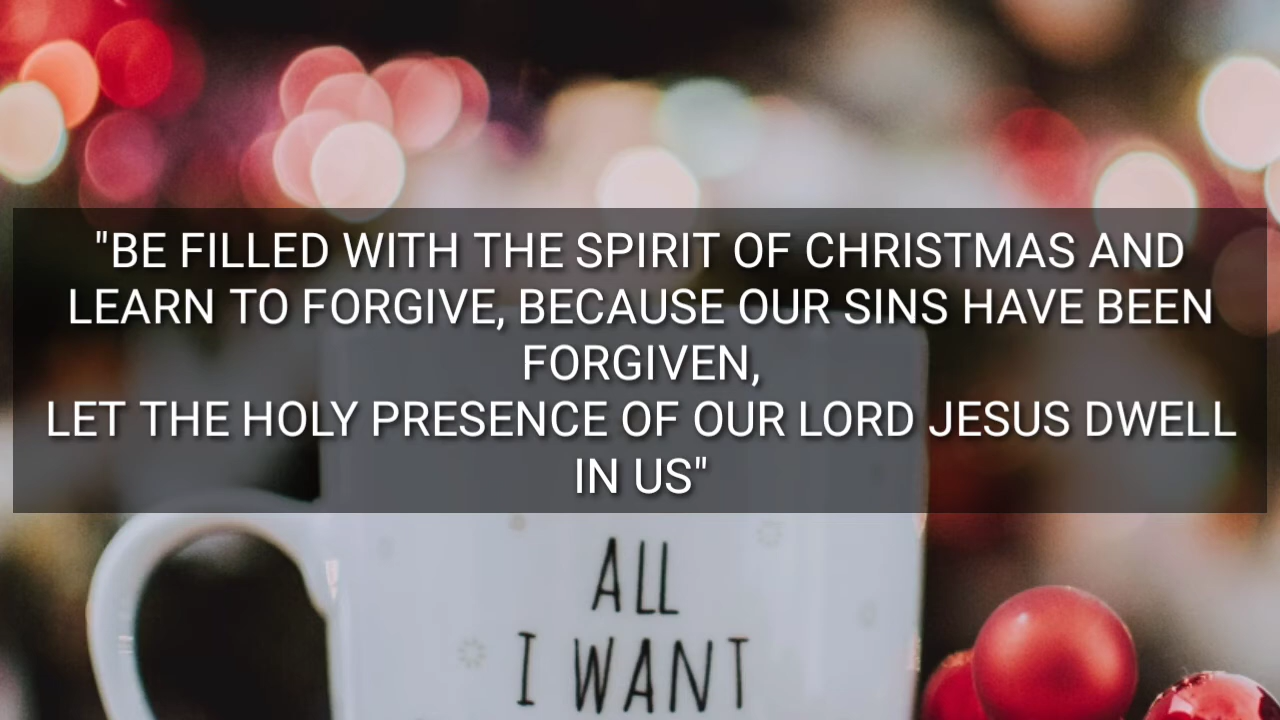 "BE FILLED WITH THE SPIRIT OF CHRISTMAS AND
LEARN TO FORGIVE, BECAUSE OUR SINS HAVE BEEN
FORGIVEN,
LET THE HOLY PRESENCE OF OUR LORD JESUS DWELL
IN US"
ALL
I WANT